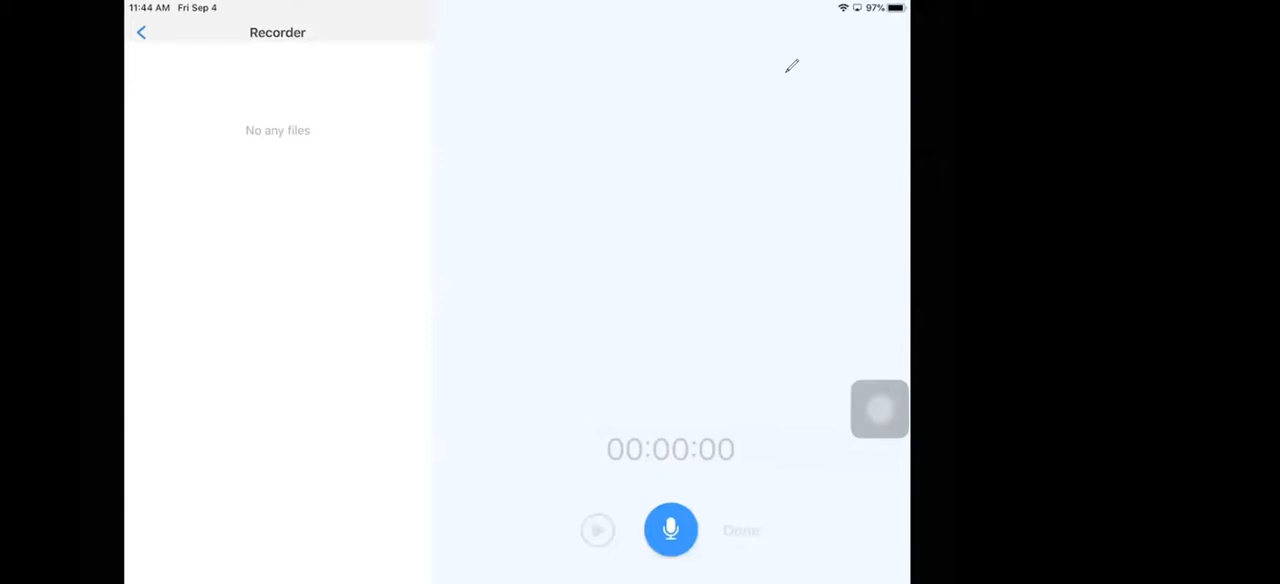 11:44 AM Fri Sep 4
97%
Recorder
No any files
00:00:00
Done